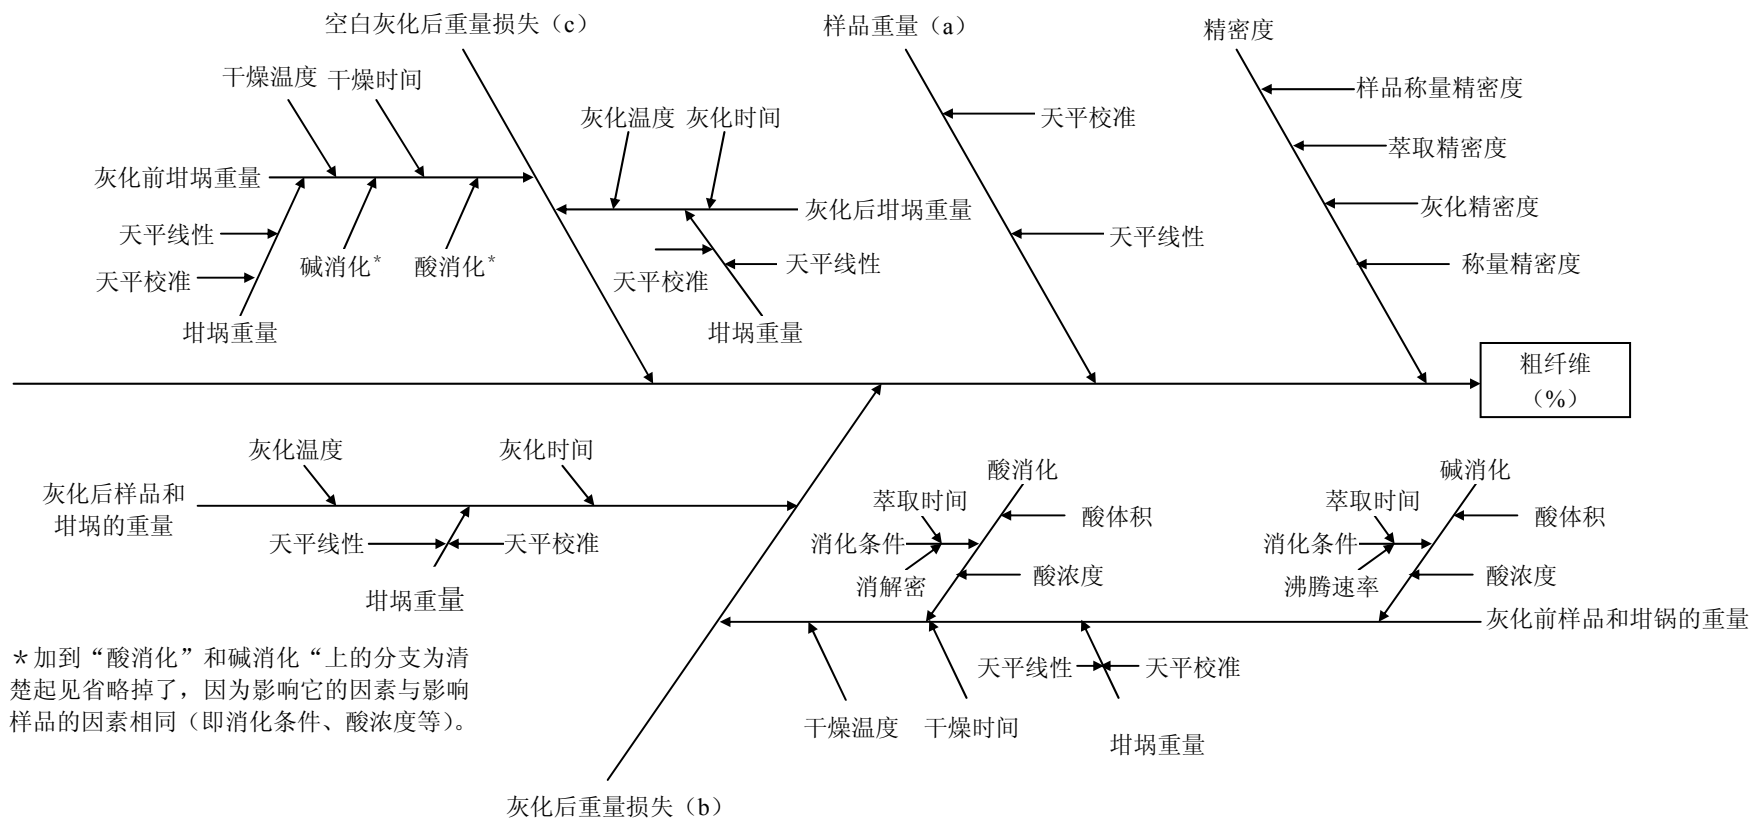 空白灰化后重量损失（c）
样品重量（a）
精密度
干燥温度
干燥时间
样品称量精密度
灰化温度
灰化时间
天平校准
萃取精密度
灰化前坩埚重量
灰化后坩埚重量
灰化精密度
天平线性
天平线性
碱消化*
酸消化*
天平校准
天平线性
天平校准
称量精密度
坩埚重量
坩埚重量
粗纤维
（%）
灰化温度
灰化时间
酸消化
碱消化
灰化后样品和
坩埚的重量
萃取时间
酸体积
萃取时间
酸体积
天平线性
天平校准
消化条件
消化条件
消解密
酸浓度
沸腾速率
酸浓度
坩埚重量
灰化前样品和坩锅的重量
＊加到“酸消化”和碱消化“上的分支为清
楚起见省略掉了，因为影响它的因素与影响
样品的因素相同（即消化条件、酸浓度等）。
天平线性
天平校准
干燥温度
干燥时间
坩埚重量
灰化后重量损失（b）